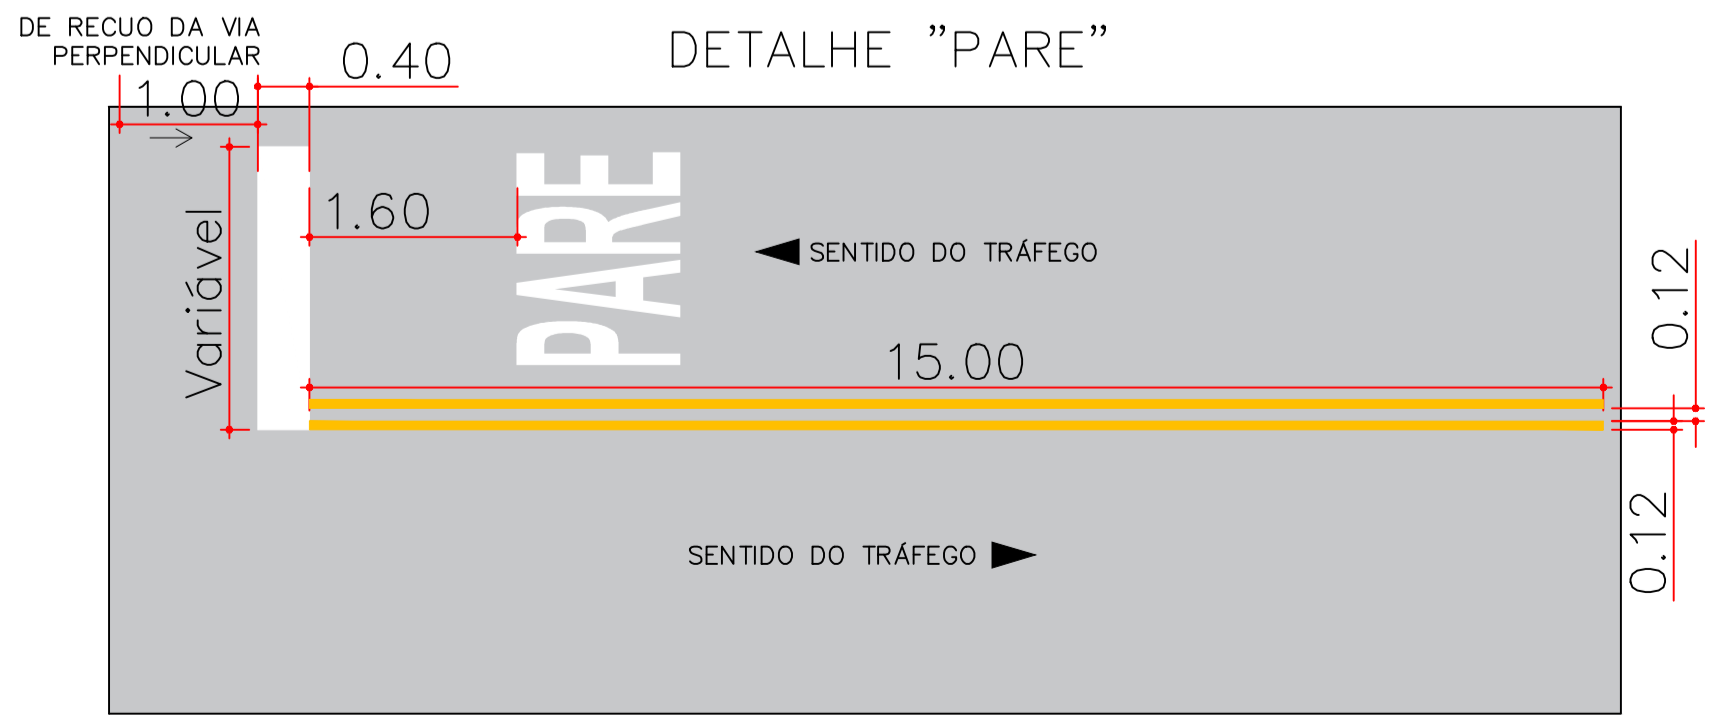 DE RECUO DA VIA
PERPENDICULAR
DETALHE "PARE"
0.40
1.00
1.60
Variável
PARE
SENTIDO DO TRÁFEGO
15.00
0.12
0.12
SENTIDO DO TRÁFEGO